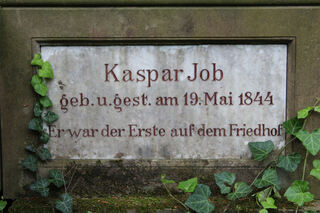 Kaspar Job
geb. u. gest. am 19. Mai 1844
Er war der Erste auf dem Friedhof